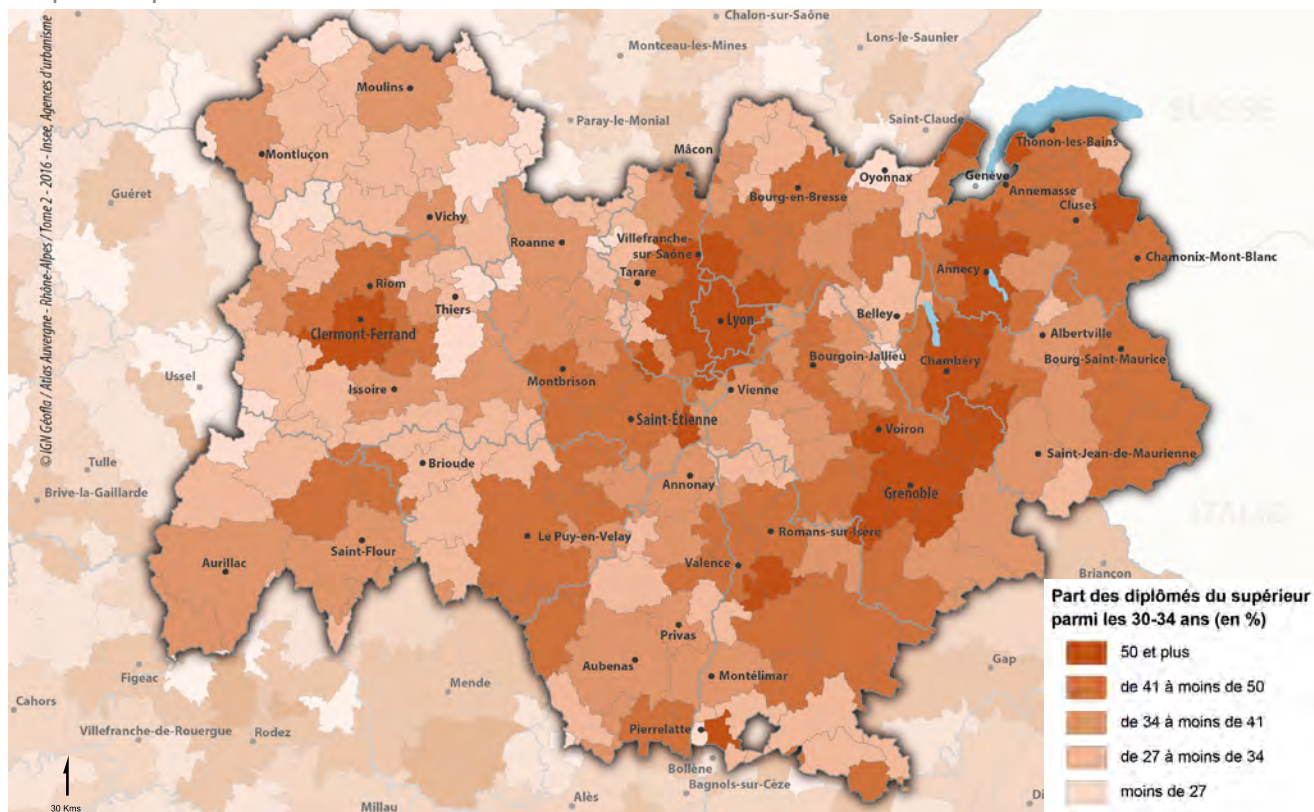 © IGN Géofla / Atlas Auvergne - Rhône-Alpes / Tome 2 - 2016 - Insee, Agences d'urbanisme
Chalon-sur-Saône
Lons-le-Saunier
Montceau-les-Mines
Moulins
SUISSE
Paray-le-Monial
Saint-Claude
Thonon-les-Bains
Mâcon
Montluçon
Oyonnax
Genève
Annemasse
Guéret
Bourg-en-Bresse
Cluses
Vichy
Roanne
Villefranche-
sur-Saône
Chamonix-Mont-Blanc
Annecy
Tarare
Riom
Thiers
Belley
Lyon
Clermont-Ferrand
Albertville
Bourgoin-Jallieu
Bourg-Saint-Maurice
Chambéry
Montbrison
Ussel
Issoire
Vienne
Saint-Étienne
Voiron
Saint-Jean-de-Maurienne
Brioude
Tulle
Annonay
Grenoble
Brive-la-Gaillarde
ITALIE
Romans-sur-Isère
Le Puy-en-Velay
Saint-Flour
Aurillac
Valence
Briançon
Privas
Aubenas
Gap
Figeac
Montélimar
Mende
Cahors
Pierrelatte
Villefranche-de-Rouergue
Rodez
Bollène
Bagnols-sur-Cèze
Alès
Millau
30 Kms
Part des diplômés du supérieur
parmi les 30-34 ans (en %)
50 et plus
de 41 à moins de 50
de 34 à moins de 41
de 27 à moins de 34
moins de 27